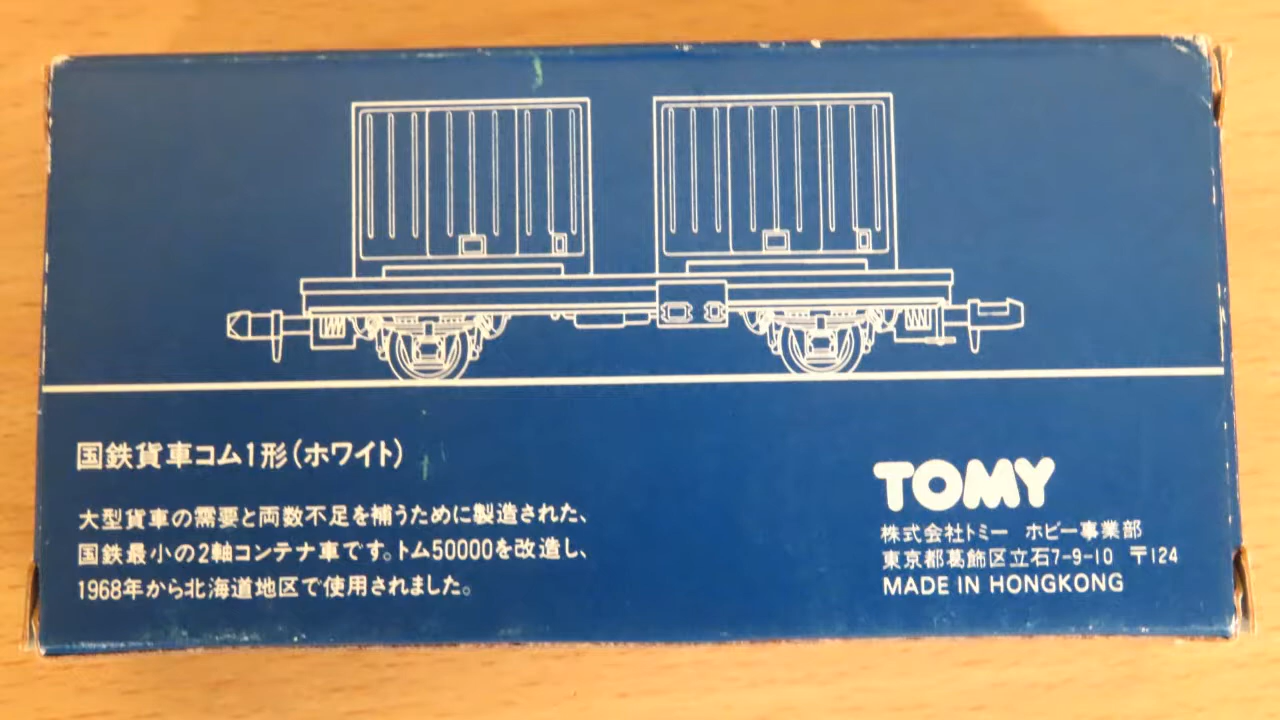 国鉄貨車コム1形(ホワイト)
大型貨車の需要と両数不足を補うために製造された、
国鉄最小の2軸コンテナ車です。トム50000を改造し、
1968年から北海道地区で使用されました。
TOMY
株式会社トミー ホビー事業部
東京都葛飾区立石7-9-10 〒124
MADE IN HONGKONG